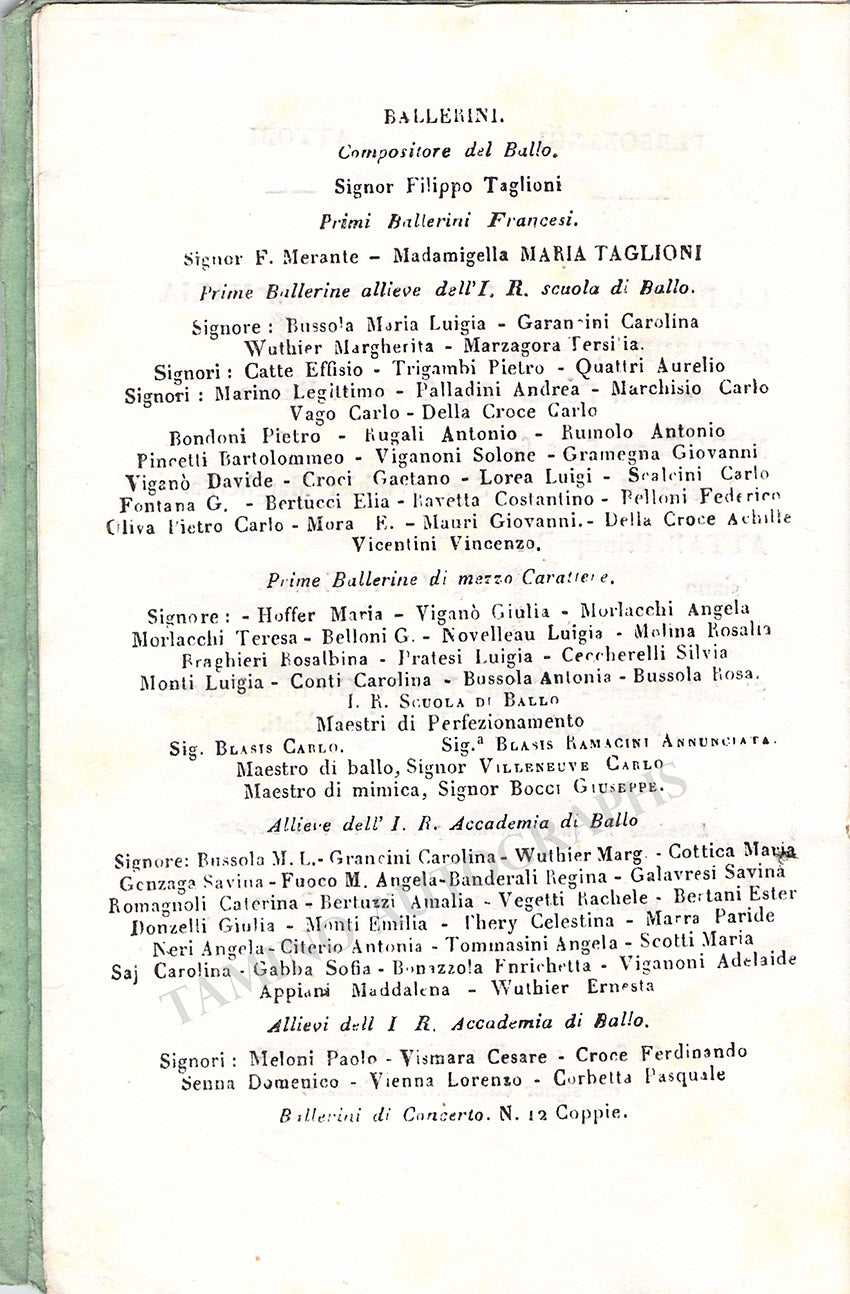 BALLERINI.
Compositore del Ballo.
Signor Filippo Taglioni
Primi Ballerini Francesi.
Signor F. Merante - Madamigella MARIA TAGLIONI
Prime Ballerine allieve dell'I. R. scuola di Ballo.
Signore : Bussola Maria Luigia - Carolina
Wuthier Margherita - Marzagora Tersilia.
Signori : Catte Effisio - Trigambi Pietro - Quattri Aurelio
Signori : Marino Legittimo - Palladini Andrea - Marchisio Carlo
Vago Carlo - Della Croce Carlo
Bondoni Pietro - Rugali Antonio - Rumolo Antonio
Pincetti Bartolommeo - Viganoni Solone - Gramegna Giovanni
Viganò Davide - Croci Gaetano - Lorea Luigi - Scalcini Carlo
Fontana G. - Bertucci Elia - Ravetta Costantino - Belloni Federico
Oliva Pietro Carlo - Mora E. - Mauri Giovanni. - Della Croce Achille
Vicentini Vincenzo.
Prime Ballerine di mezzo Carattere.
Signore : - Hoffer Maria - Viganò Giulia - Morlacchi Angela
Morlacchi Teresa - Belloni G. - Novelleau Luigia - Molina Rosalia
Braghieri Rosalbina - Pratesi Luigia - Ceccherelli Silvia
Monti Luigia - Conti Carolina - Bussola Antonia - Bussola Rosa.
I. R. SCUOLA DI BALLO
Maestri di Perfezionamento
Sig. BLASIS CARLO. Sig.ª BLASIS RAMACINI ANNUNCIATA.
Maestro di ballo, Signor VILLENEUVE CARLO
Maestro di mimica, Signor BOCCI GIUSEPPE.
Allieve dell' I. R. Accademia di Ballo
Signore: Bussola M. L. - Grancini Carolina - Wuthier Marg. - Cottica Maria
Gonzaga Savina - Fuoco M. Angela - Banderali Regina - Galavresi Savina
Romagnoli Caterina - Bertuzzi Amalia - Vegetti Rachele - Bertani Ester
Donzelli Giulia - Monti Emilia - Thery Celestina - Marra Paride
Neri Angela - Citerio Antonia - Tommasini Angela - Scotti Maria
Saj Carolina - Gabba Sofia - Bonazzola Enrichetta - Viganoni Adelaide
Appiani Maddalena - Wuthier Ernesta
Allievi dell I R. Accademia di Ballo.
Signori : Meloni Paolo - Vismara Cesare - Croce Ferdinando
Senna Domenico - Vienna Lorenzo - Corbetta Pasquale
Ballerini di Concerto. N. 12 Coppie.
TAMINO AUTOGRAPHS